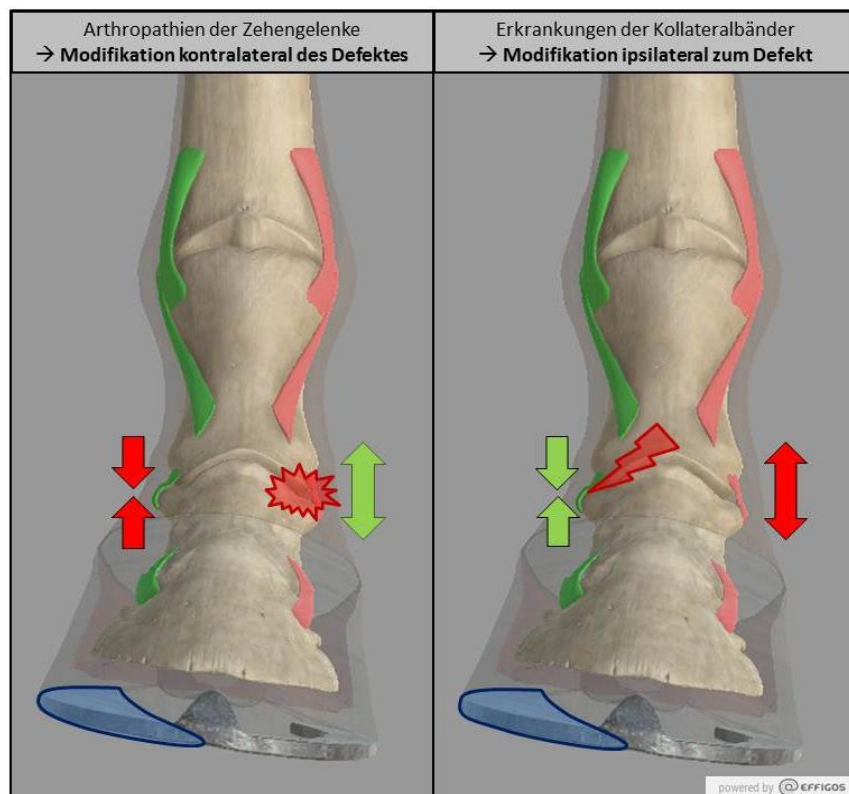 Arthropathien der Zehengelenke
→ Modifikation kontralateral des Defektes
Erkrankungen der Kollateralbänder
→ Modifikation ipsilateral zum Defekt
powered by @EFFIGOS